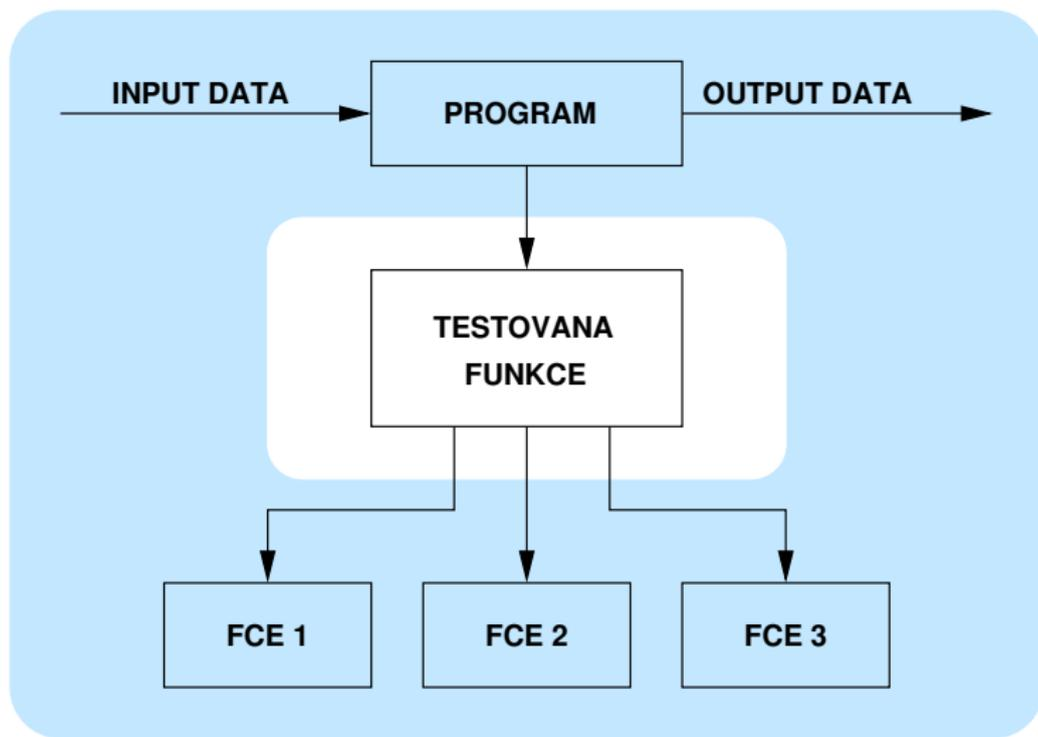 INPUT DATA
PROGRAM
OUTPUT DATA
TESTOVANA
FUNKCE
FCE 1
FCE 2
FCE 3